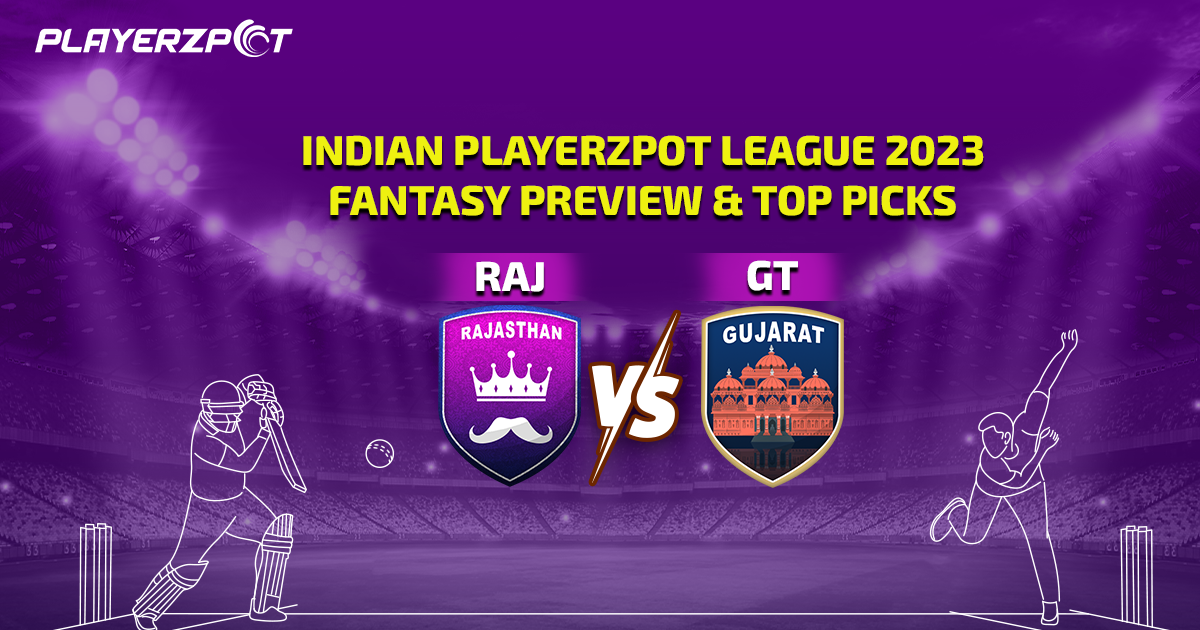 PLAYERZPOT
INDIAN PLAYERZPOT LEAGUE 2023
FANTASY PREVIEW & TOP PICKS
RAJ
GT
RAJASTHAN
GUJARAT
VS